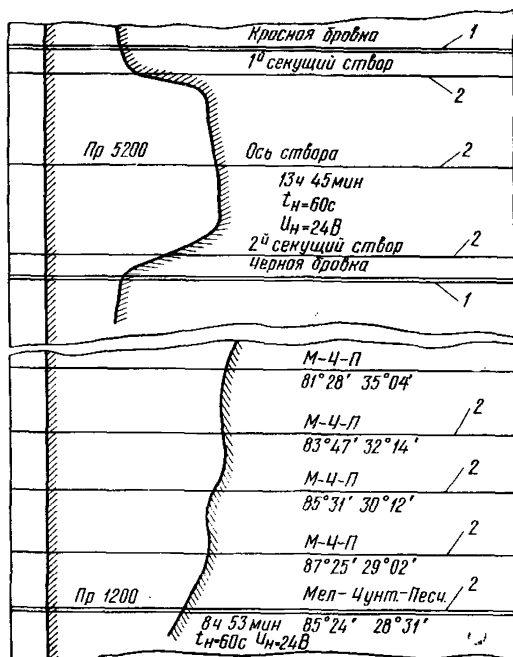 Красная бровка
1
1й секущий створ
2
Пр 5200
Ось створа
2
13ч 45мин
tн=60с
Uн=24В
2й секущий створ
2
Черная бровка
1
М-Ч-П
81°28' 35°04'
М-Ч-П
2
83°47' 32°14'
М-Ч-П
2
85°31' 30°12'
М-Ч-П
2
87°25' 29°02'
Пр 1200
Мел-Чунт-Песч.
2
8ч 53мин
85°24' 28°31'
tн=60с Uн=24В